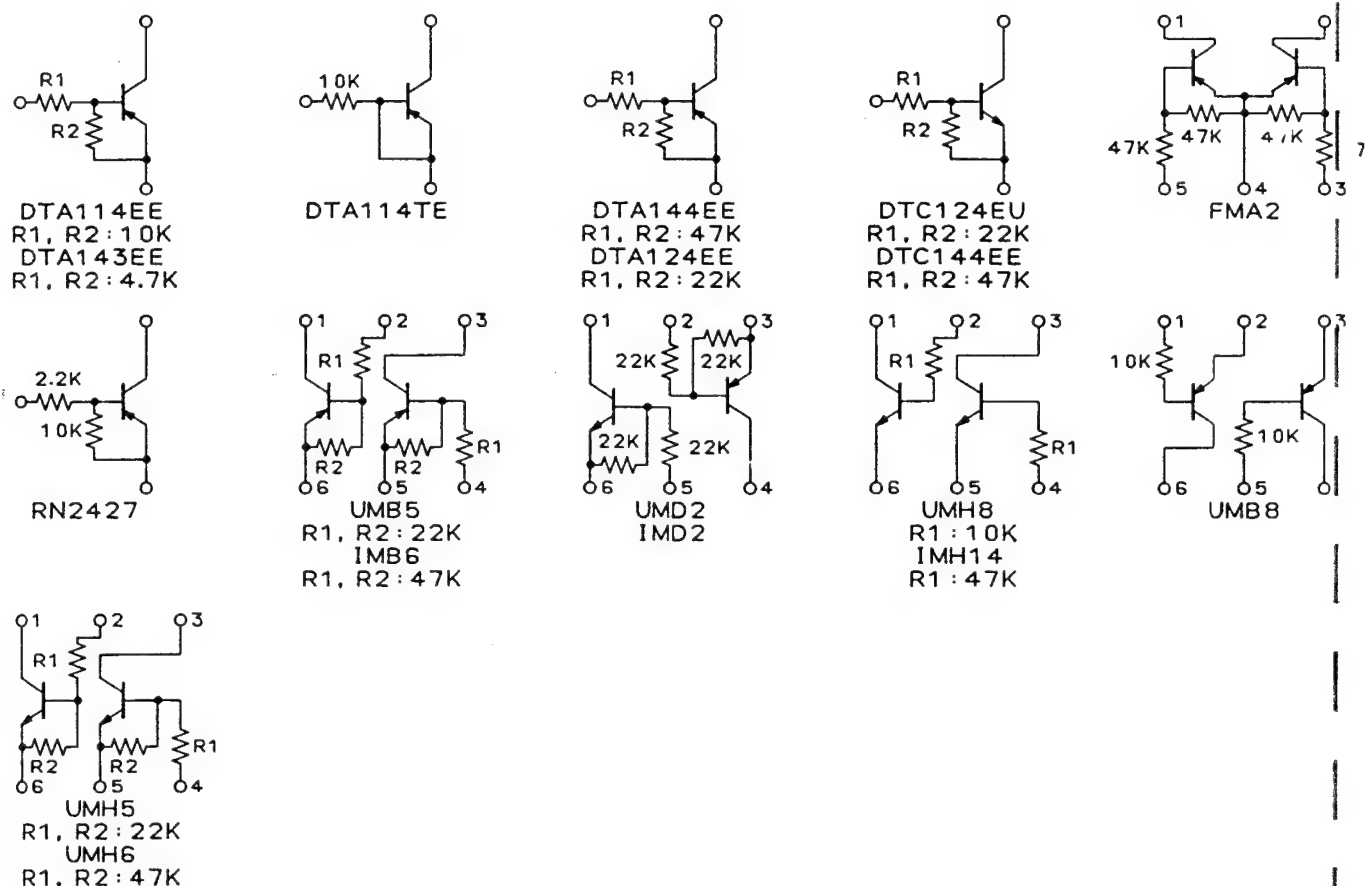 R1
R2
DTA114EE
R1, R2:10K
DTA143EE
R1, R2:4.7K
10K
DTA114TE
R1
R2
DTA144EE
R1, R2:47K
DTA124EE
R1, R2:22K
R1
R2
DTC124EU
R1, R2:22K
DTC144EE
R1, R2:47K
1
47K
47K
7
47K
5
4
3
FMA2
2.2K
10K
RN2427
1 2 3
R1
R2 R2 R1
6 5 4
UMB5
R1, R2:22K
IMB6
R1, R2:47K
1 2 3
22K 22K
22K 22K
6 5 4
UMD2
IMD2
1 2 3
R1
R1
6 5 4
UMH8
R1:10K
IMH14
R1:47K
1 2 3
10K
10K
6 5
UMB8
1 2 3
R1
R2 R2 R1
6 5 4
UMH5
R1, R2:22K
UMH6
R1, R2:47K